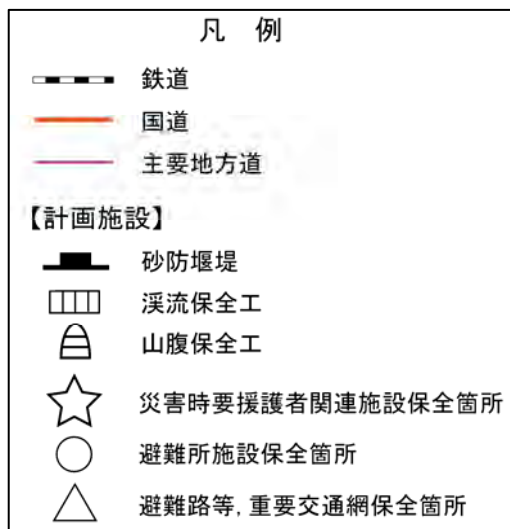 凡 例
鉄道
国道
主要地方道
【計画施設】
砂防堰堤
渓流保全工
山腹保全工
災害時要援護者関連施設保全箇所
避難所施設保全箇所
避難路等, 重要交通網保全箇所